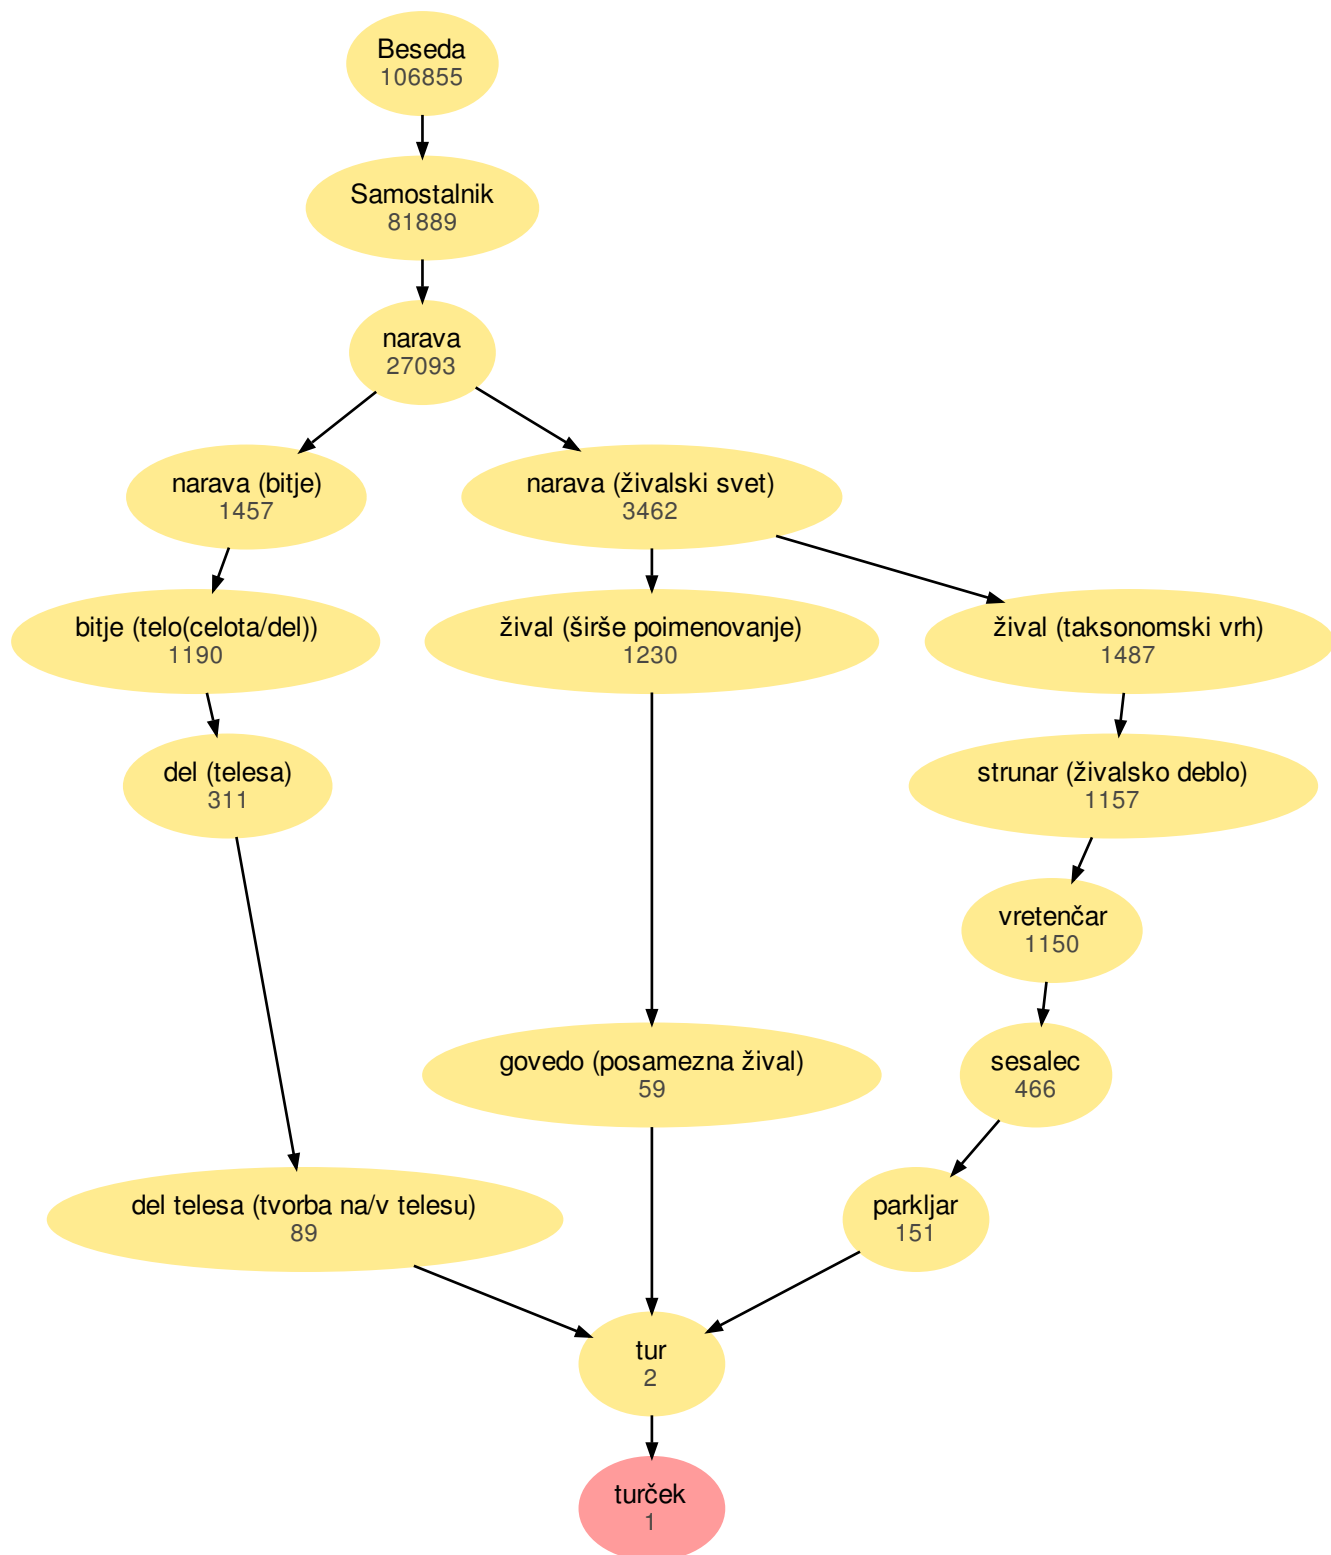 Beseda
106855
Samostalnik
81889
narava
27093
narava (bitje)
1457
narava (živalski svet)
3462
bitje (telo(celota/del))
1190
žival (širše poimenovanje)
1230
žival (taksonomski vrh)
1487
del (telesa)
311
strunar (živalsko deblo)
1157
vretenčar
1150
govedo (posamezna žival)
59
sesalec
466
del telesa (tvorba na/v telesu)
89
parkljar
151
tur
2
turček
1